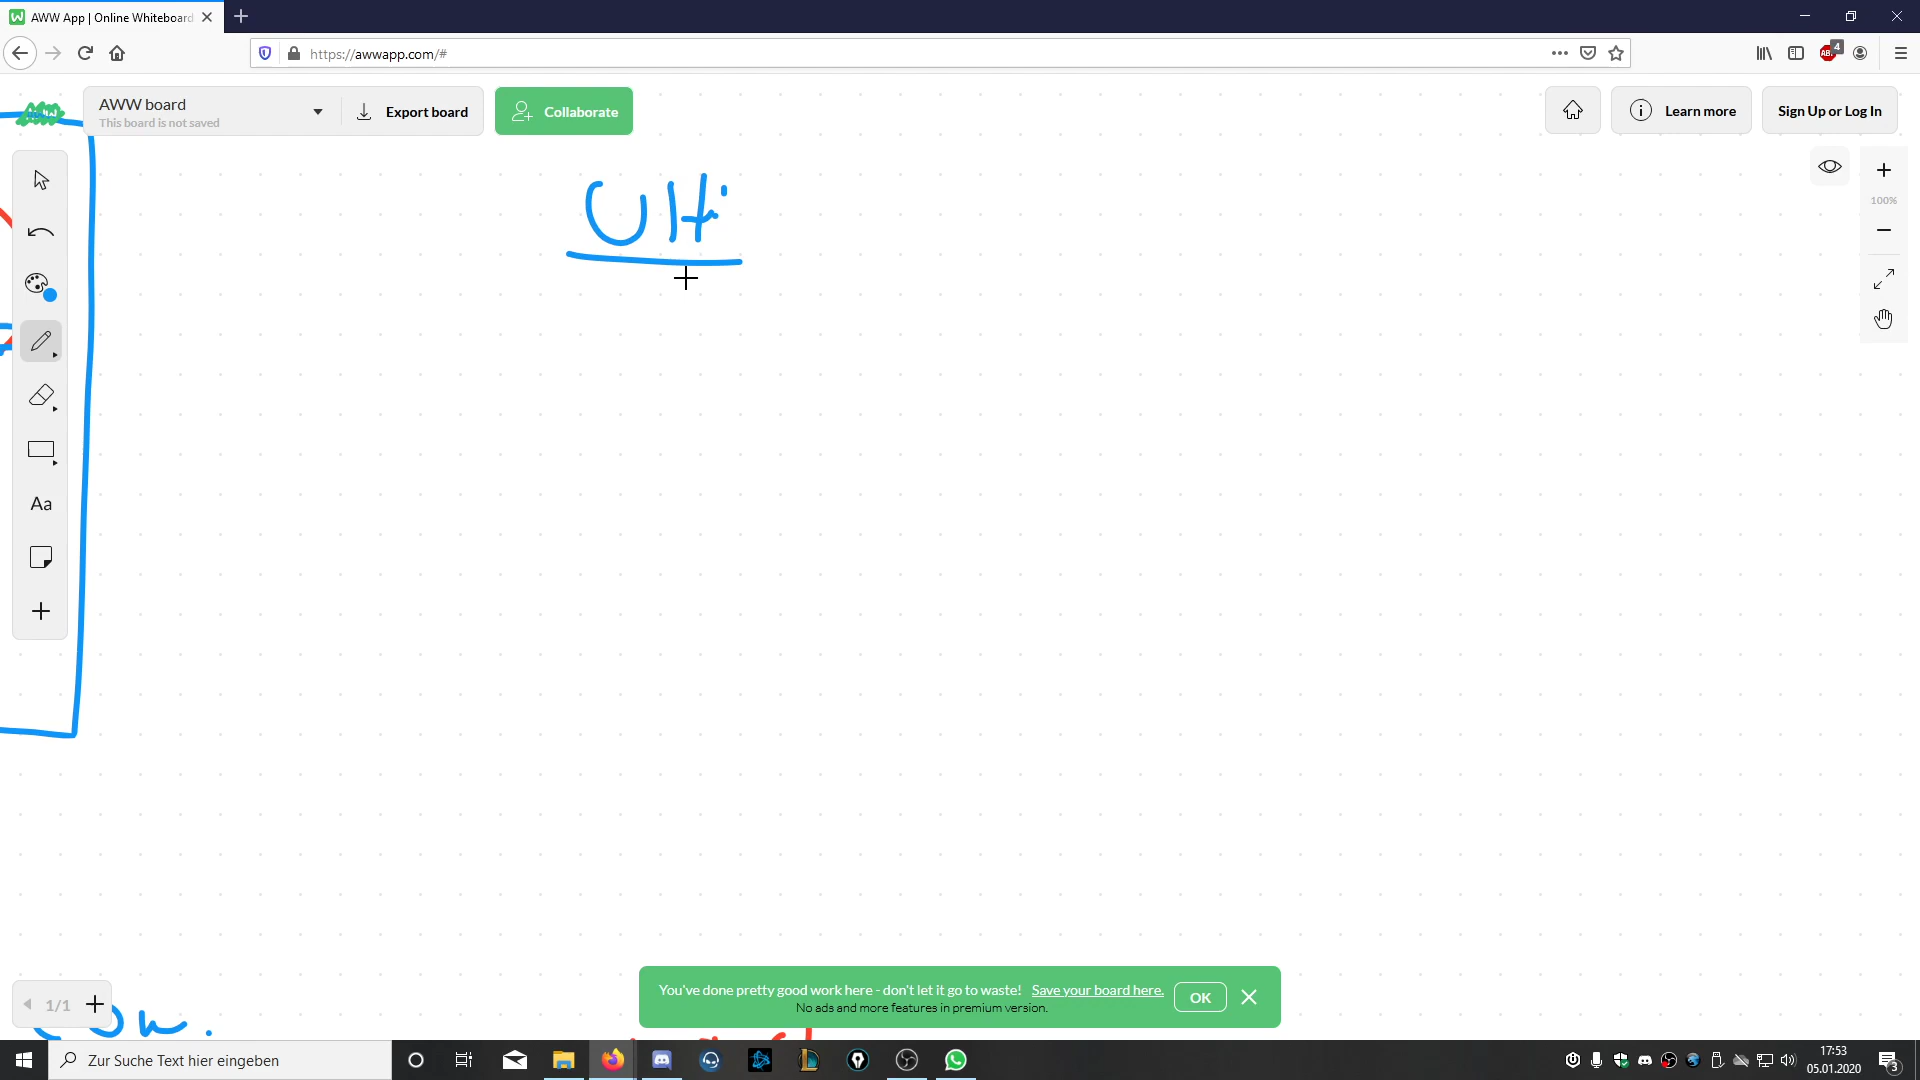 AWW App | Online Whiteboard
https://awwapp.com/#
4
AWW board
This board is not saved
Export board
Collaborate
Learn more
Sign Up or Log In
100%
Ulti
Aa
1/1
You've done pretty good work here - don't let it go to waste! Save your board here.
No ads and more features in premium version.
OK
Zur Suche Text hier eingeben
17:53
05.01.2020
3